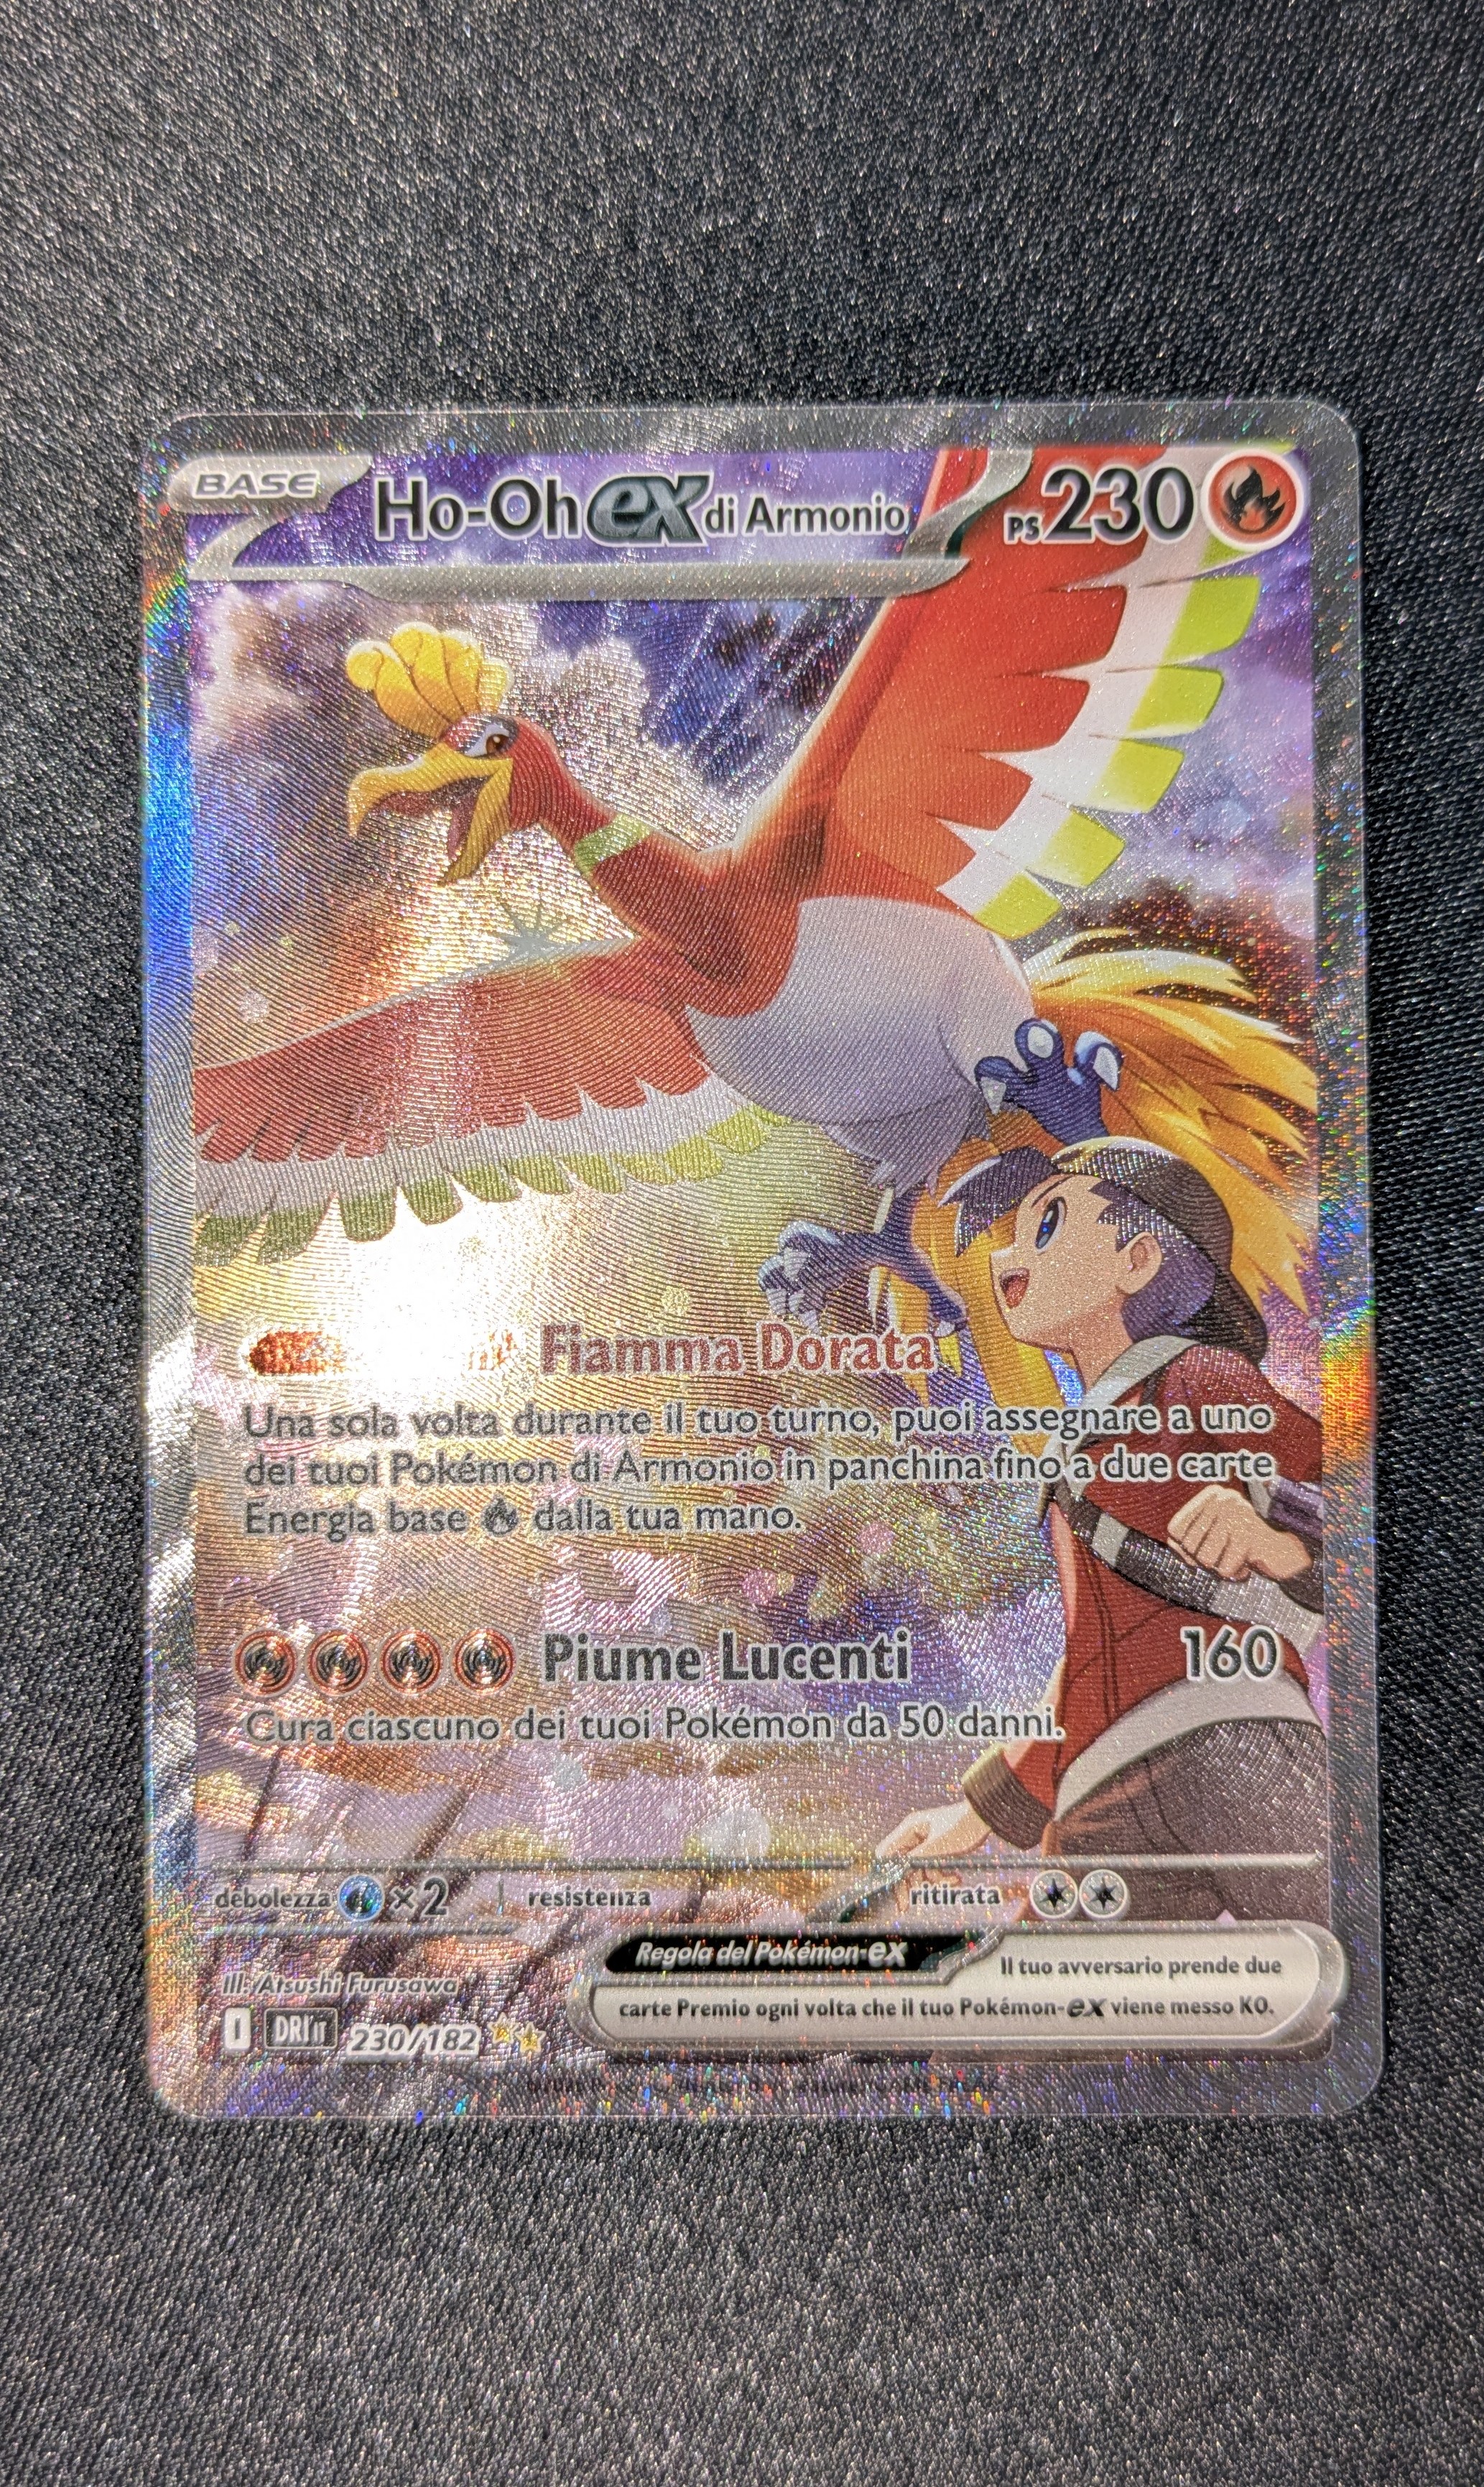 BASE
Ho-Oh ex di Armonio PS 230
Fiamma Dorata
Una sola volta durante il tuo turno, puoi assegnare a uno
dei tuoi Pokémon di Armonio in panchina fino a due carte
Energia base dalla tua mano.
Piume Lucenti 160
Cura ciascuno dei tuoi Pokémon da 50 danni.
debolezza ×2 resistenza ritirata
Regola del Pokémon-ex Il tuo avversario prende due
carte Premio ogni volta che il tuo Pokémon-ex viene messo KO.
Ill. Atsushi Furusawa
I DRI IT 230/182